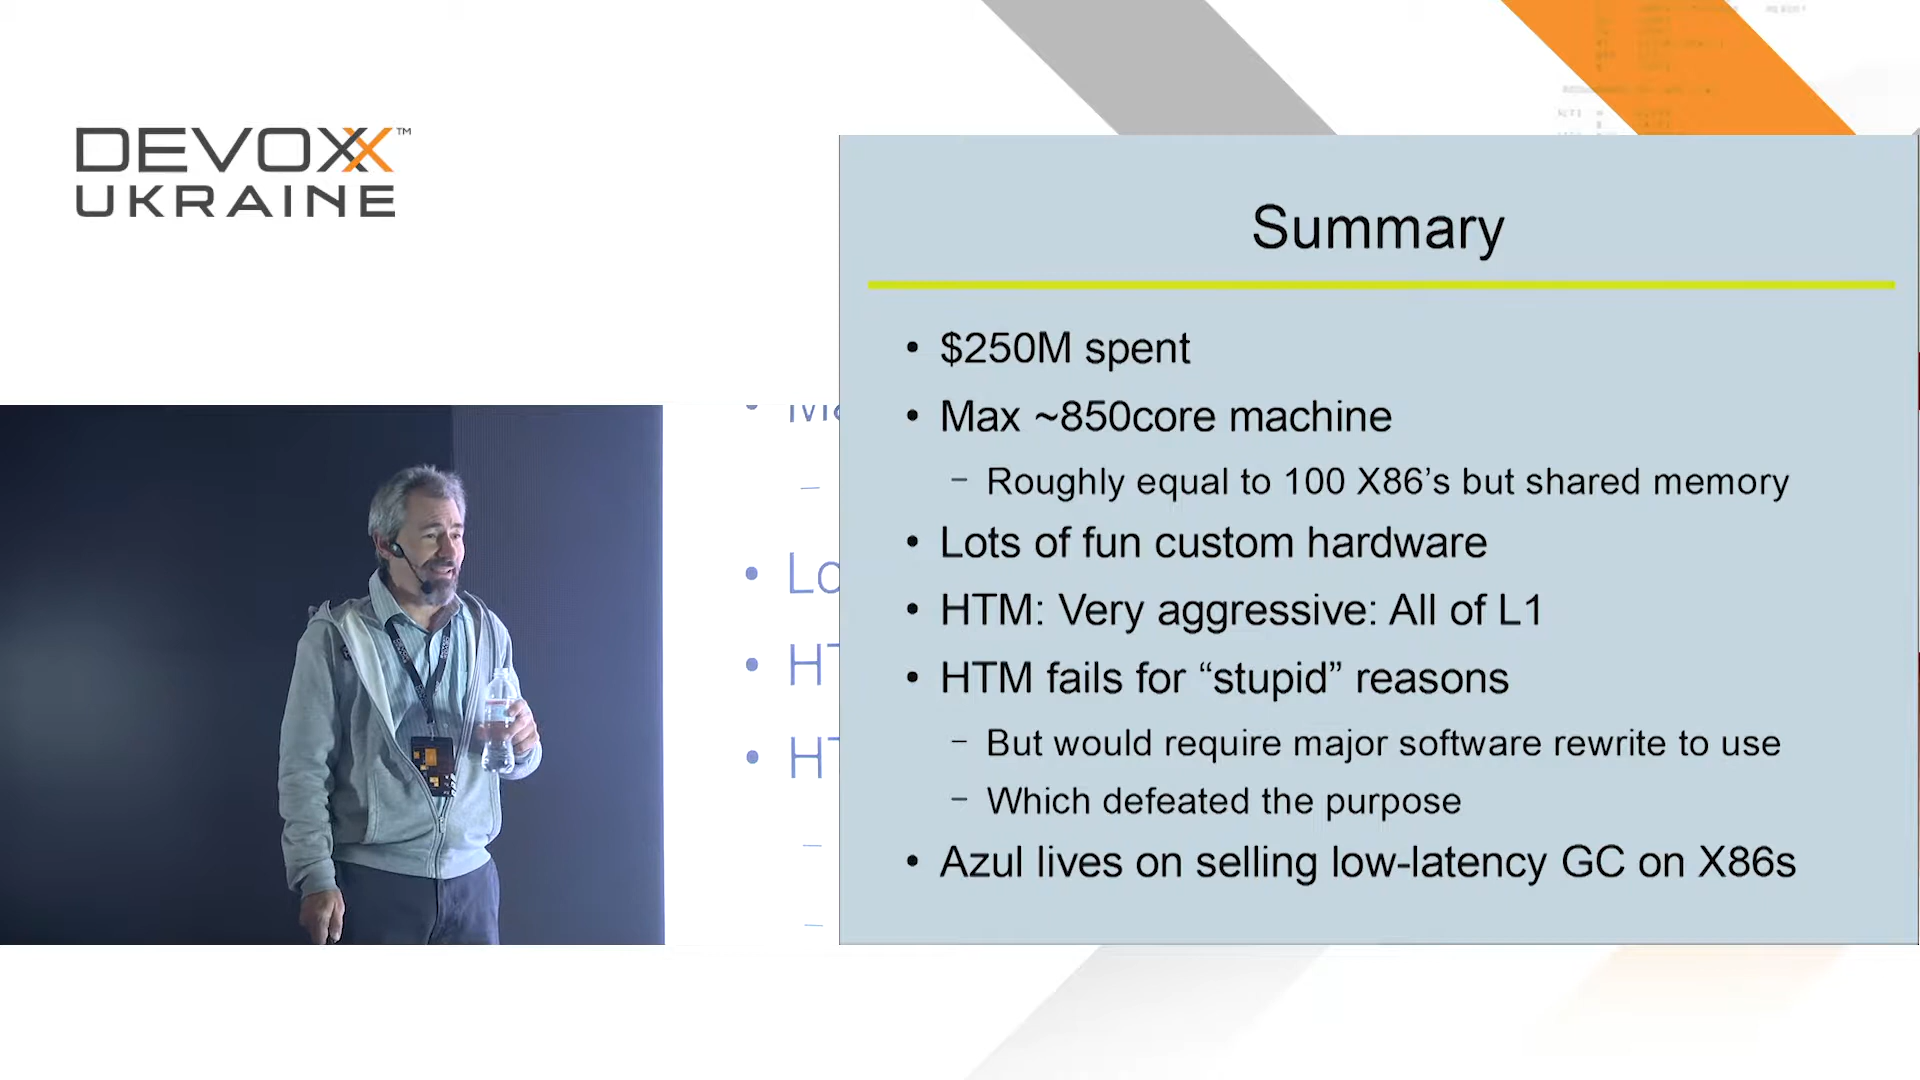 DEVOXX™
UKRAINE
Summary
• $250M spent
• Max ~850core machine
– Roughly equal to 100 X86’s but shared memory
• Lots of fun custom hardware
• HTM: Very aggressive: All of L1
• HTM fails for “stupid” reasons
– But would require major software rewrite to use
– Which defeated the purpose
• Azul lives on selling low-latency GC on X86s